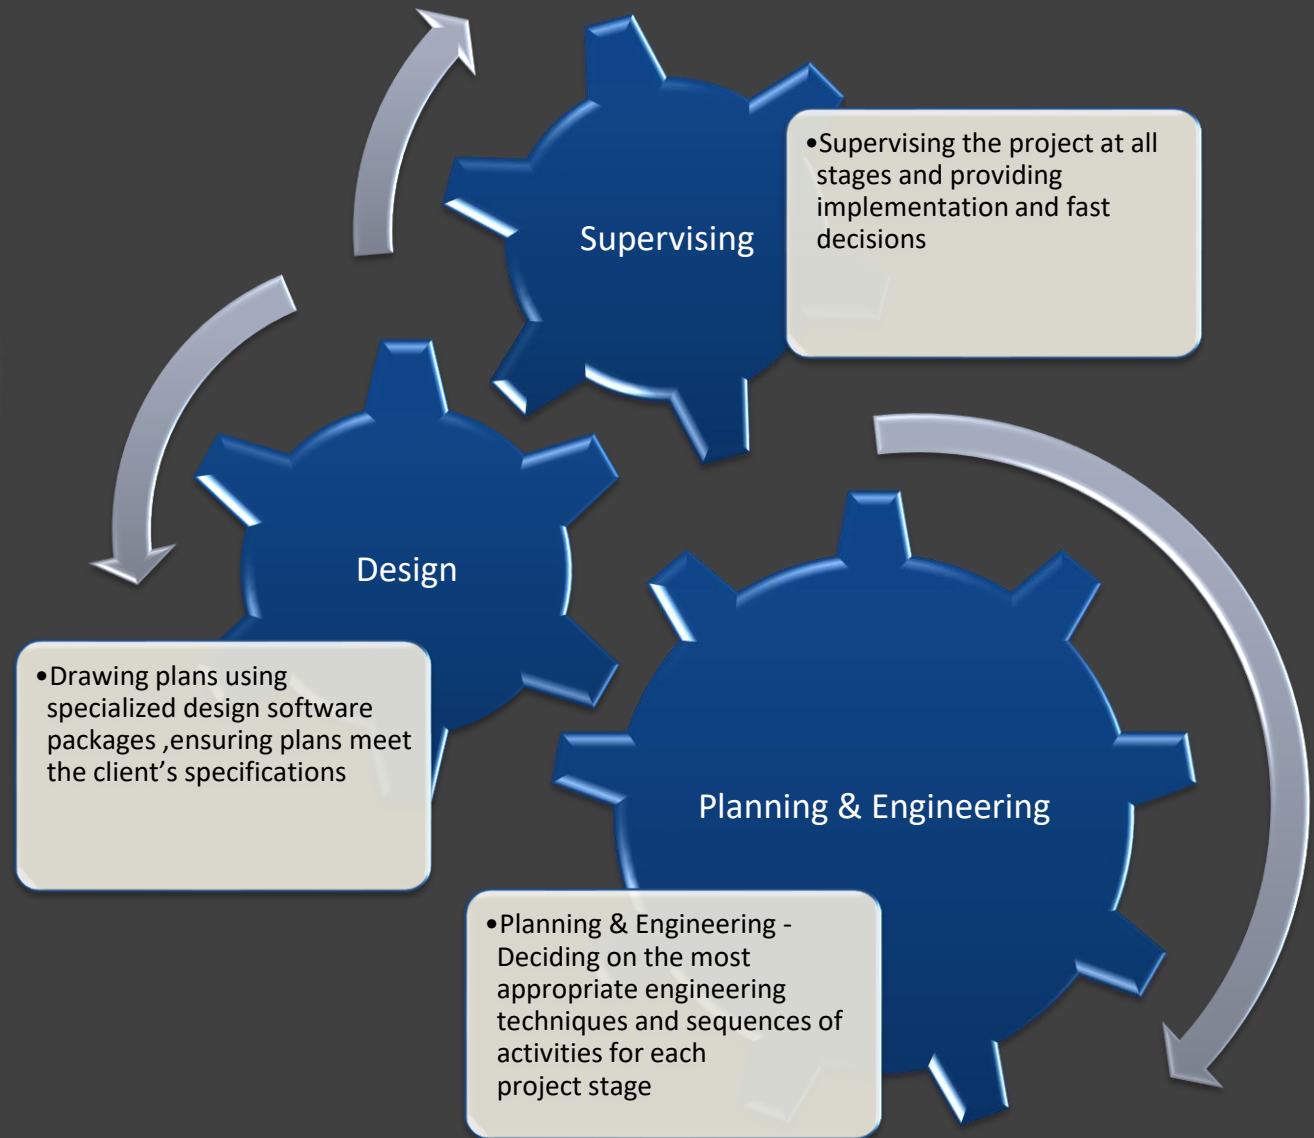 Supervising
•Supervising the project at all
stages and providing
implementation and fast
decisions
Design
•Drawing plans using
specialized design software
packages ,ensuring plans meet
the client’s specifications
Planning & Engineering
•Planning & Engineering -
Deciding on the most
appropriate engineering
techniques and sequences of
activities for each
project stage